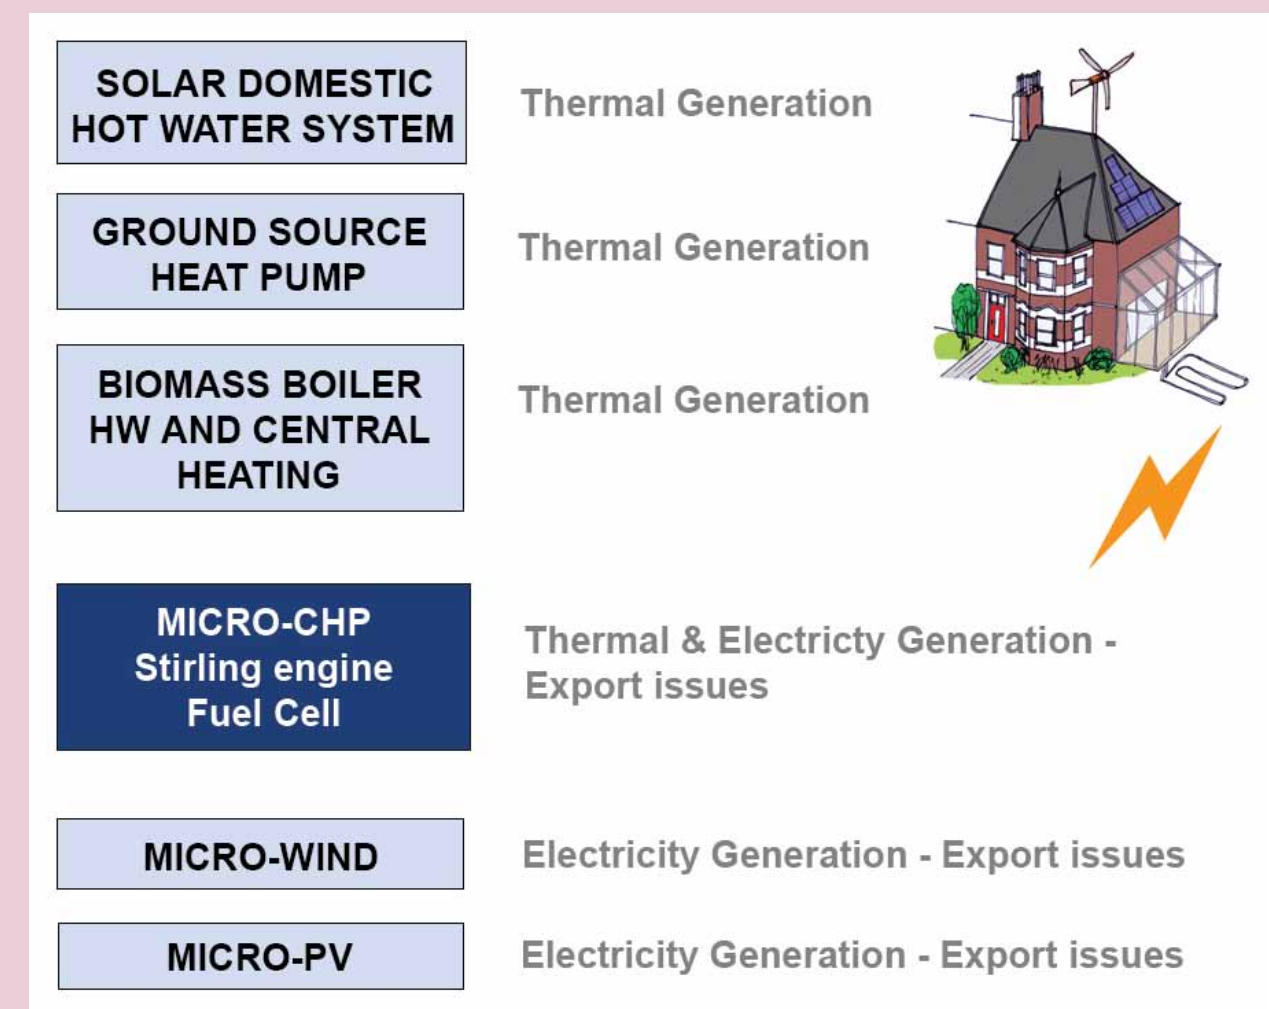 SOLAR DOMESTIC
HOT WATER SYSTEM
Thermal Generation
GROUND SOURCE
HEAT PUMP
Thermal Generation
BIOMASS BOILER
HW AND CENTRAL
HEATING
Thermal Generation
MICRO-CHP
Stirling engine
Fuel Cell
Thermal & Electricty Generation -
Export issues
MICRO-WIND
Electricity Generation - Export issues
MICRO-PV
Electricity Generation - Export issues